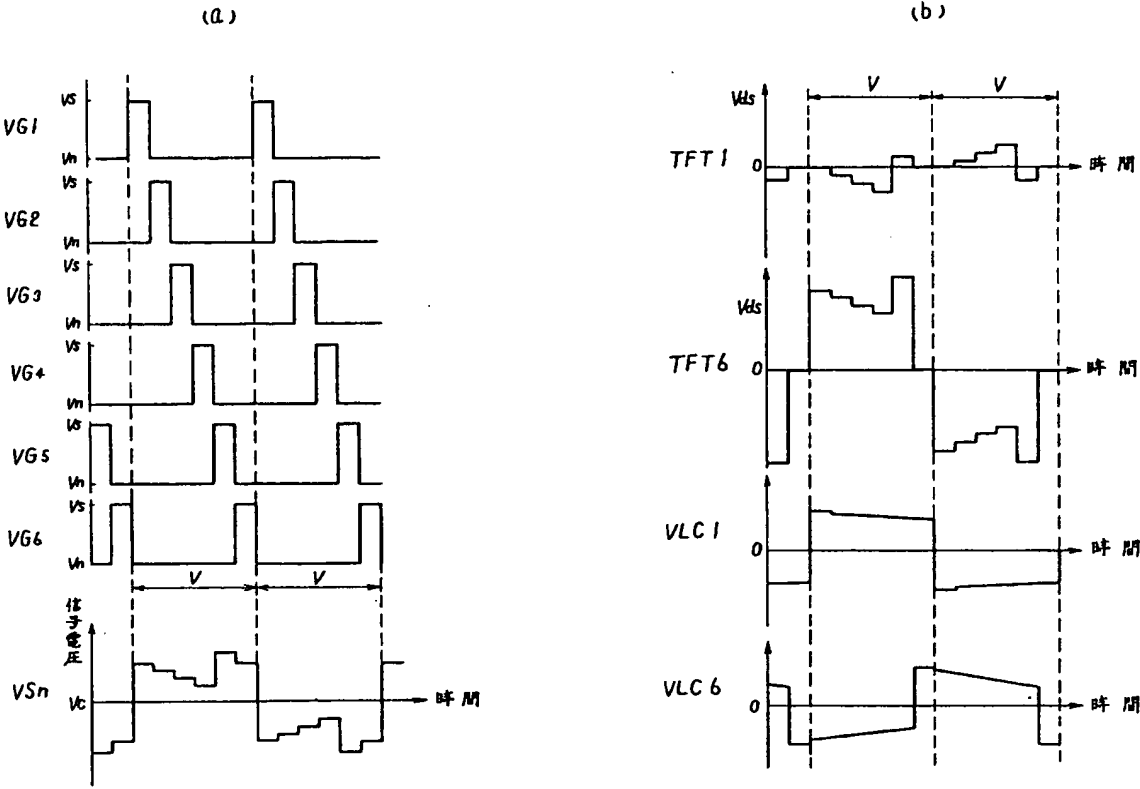 (a)
VG1
Vs
Vn
VG2
Vs
Vn
VG3
Vs
Vn
VG4
Vs
Vn
VG5
Vs
Vn
VG6
Vs
Vn
V
V
信号電圧
VSn
Vc
時間
(b)
V
V
Vds
TFT1
0
時間
Vds
TFT6
0
時間
VLC1
0
時間
VLC6
0
時間